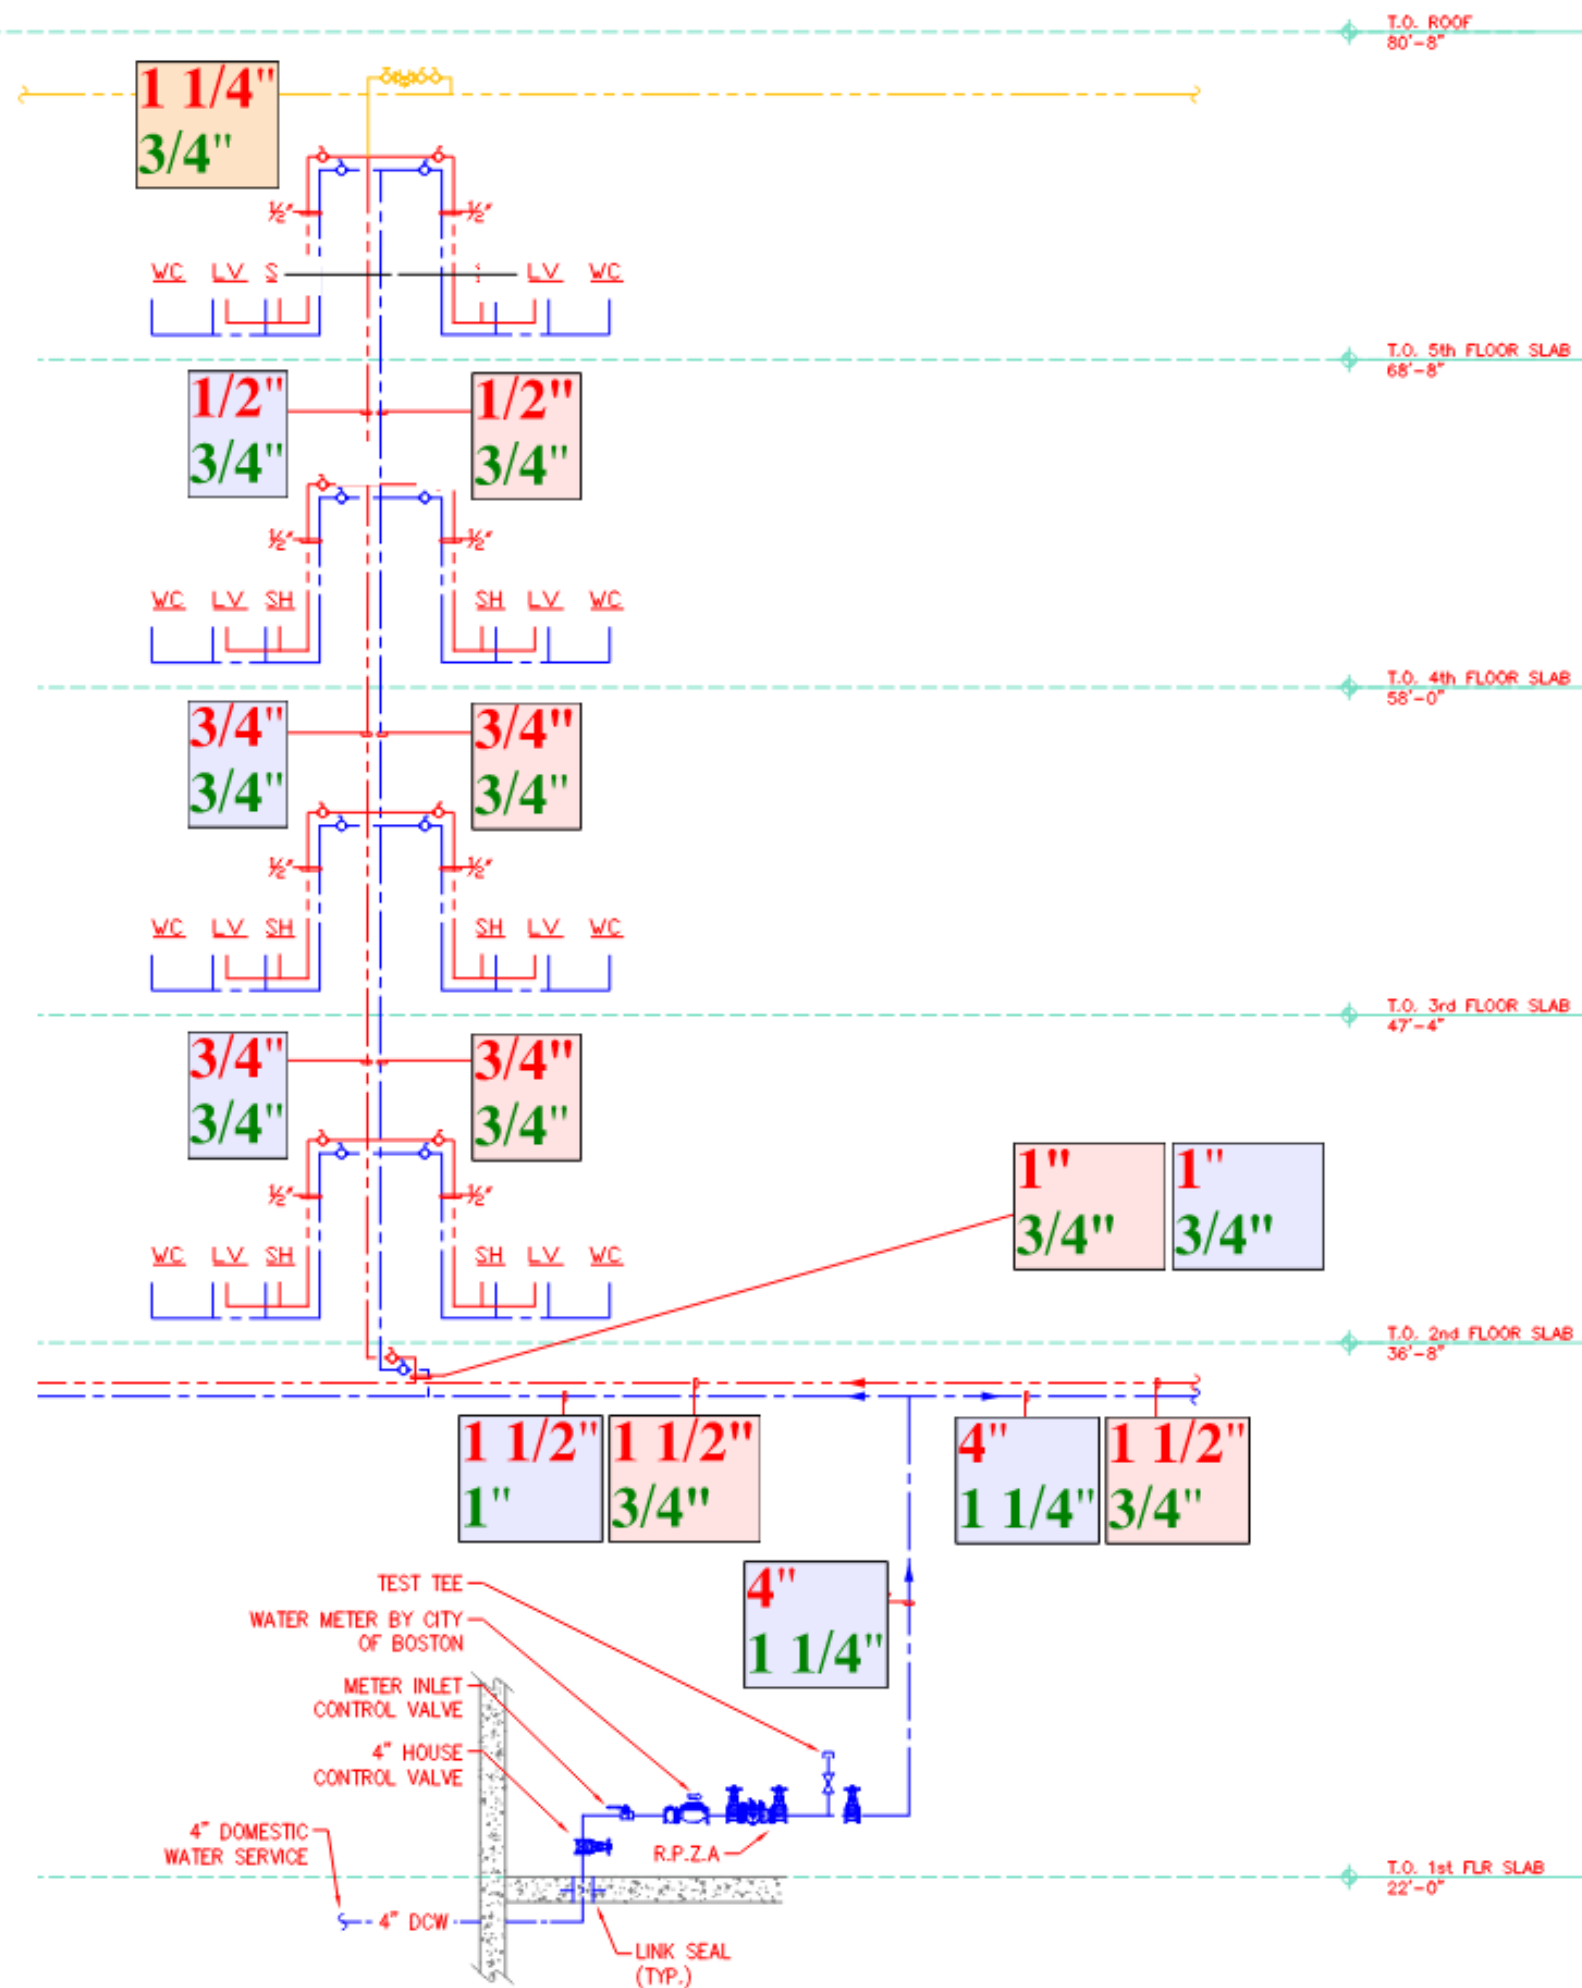 T.O. ROOF
80'-8"
1 1/4"
3/4"
½" ½"
WC LV S LV WC
T.O. 5th FLOOR SLAB
68'-8"
1/2" 1/2"
3/4" 3/4"
½" ½"
WC LV SH SH LV WC
T.O. 4th FLOOR SLAB
58'-0"
3/4" 3/4"
3/4" 3/4"
½" ½"
WC LV SH SH LV WC
T.O. 3rd FLOOR SLAB
47'-4"
3/4" 3/4"
3/4" 3/4"
1" 1"
3/4" 3/4"
½" ½"
WC LV SH SH LV WC
T.O. 2nd FLOOR SLAB
36'-8"
1 1/2" 1 1/2" 4" 1 1/2"
1" 3/4" 1 1/4" 3/4"
4"
1 1/4"
TEST TEE
WATER METER BY CITY
OF BOSTON
METER INLET
CONTROL VALVE
4" HOUSE
CONTROL VALVE
4" DOMESTIC
WATER SERVICE
R.P.Z.A
T.O. 1st FLR SLAB
22'-0"
4" DCW
LINK SEAL
(TYP.)